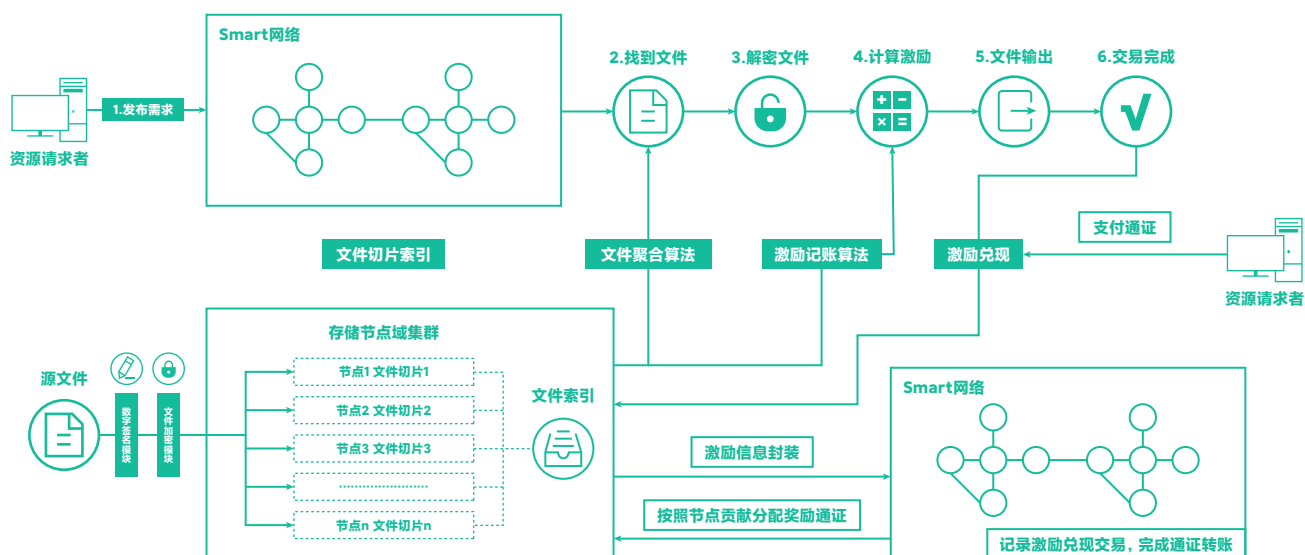 Smart网络
1.发布需求
资源请求者
2.找到文件
3.解密文件
4.计算激励
5.文件输出
6.交易完成
文件切片索引
文件聚合算法
激励记账算法
激励兑现
支付通证
资源请求者
源文件
数字签名模块
文件加密模块
存储节点域集群
节点1 文件切片1
节点2 文件切片2
节点3 文件切片3
........................
节点n 文件切片n
文件索引
激励信息封装
按照节点贡献分配奖励通证
Smart网络
记录激励兑现交易，完成通证转账